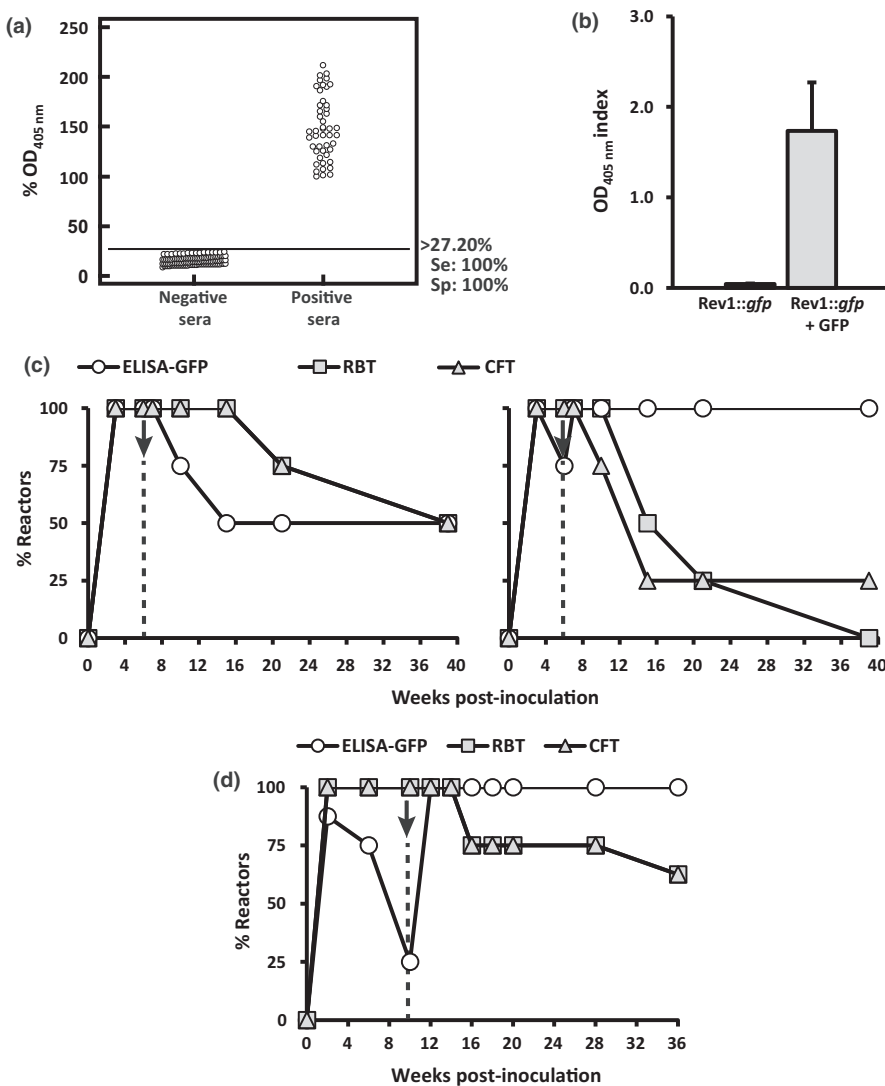 (a)
250
200
150
100
50
0
% OD405 nm
>27.20%
Se: 100%
Sp: 100%
Negative sera
Positive sera
(b)
3.0
2.0
1.0
0.0
OD405 nm index
Rev1::gfp
Rev1::gfp + GFP
(c)
ELISA-GFP RBT CFT
100
75
50
25
0
% Reactors
0 4 8 12 16 20 24 28 32 36 40
0 4 8 12 16 20 24 28 32 36 40
Weeks post-inoculation
ELISA-GFP RBT CFT
(d)
100
75
50
25
0
% Reactors
0 4 8 12 16 20 24 28 32 36
Weeks post-inoculation